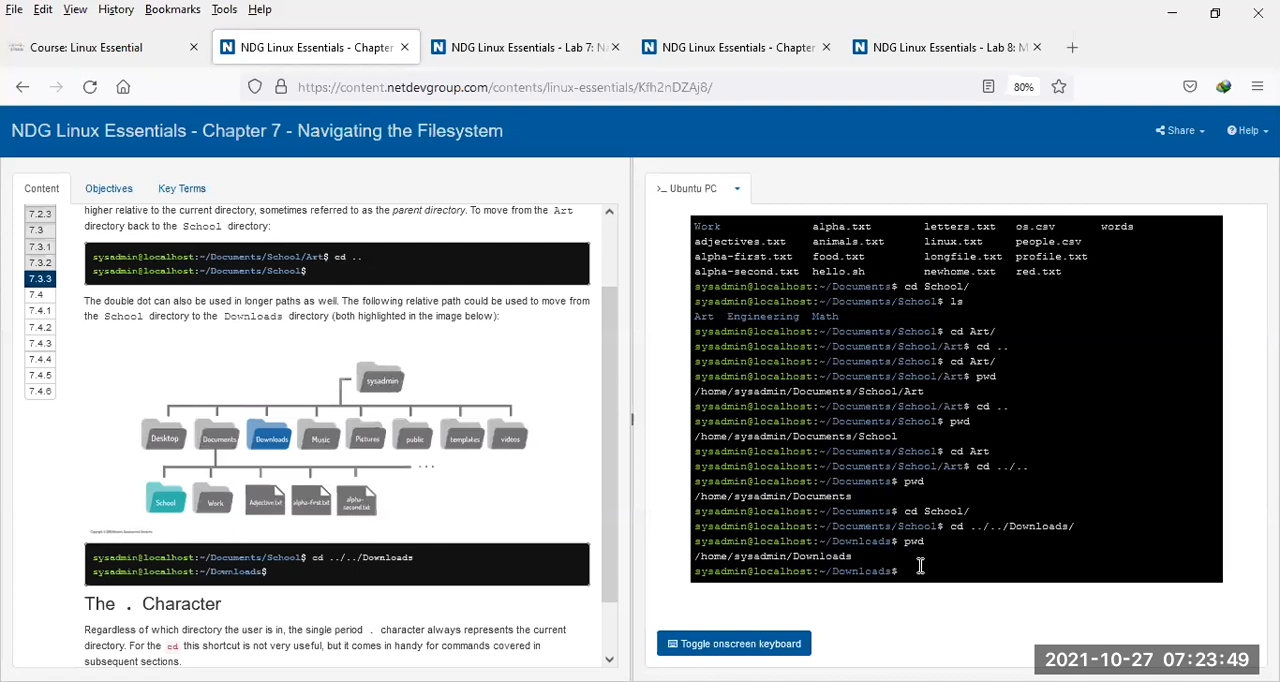 File Edit View History Bookmarks Tools Help
Course: Linux Essential
NDG Linux Essentials - Chapter
NDG Linux Essentials - Lab 7: Na
NDG Linux Essentials - Chapter
NDG Linux Essentials - Lab 8: M
https://content.netdevgroup.com/contents/linux-essentials/Kfh2nDZAj8/
80%
NDG Linux Essentials - Chapter 7 - Navigating the Filesystem
Share
Help
Content Objectives Key Terms
7.2.3
7.3
7.3.1
7.3.2
7.3.3
7.4
7.4.1
7.4.2
7.4.3
7.4.4
7.4.5
7.4.6
higher relative to the current directory, sometimes referred to as the parent directory. To move from the Art
directory back to the School directory:
sysadmin@localhost:~/Documents/School/Art$ cd ..
sysadmin@localhost:~/Documents/School$
The double dot can also be used in longer paths as well. The following relative path could be used to move from
the School directory to the Downloads directory (both highlighted in the image below):
sysadmin
Desktop Documents Downloads Music Pictures public templates videos
...
School Work Adjective.txt alpha-first.txt alpha-
second.txt
sysadmin@localhost:~/Documents/School$ cd ../../Downloads
sysadmin@localhost:~/Downloads$
The . Character
Regardless of which directory the user is in, the single period . character always represents the current
directory. For the cd this shortcut is not very useful, but it comes in handy for commands covered in
subsequent sections.
>_ Ubuntu PC
Work alpha.txt letters.txt os.csv words
adjectives.txt animals.txt linux.txt people.csv
alpha-first.txt food.txt longfile.txt profile.txt
alpha-second.txt hello.sh newhome.txt red.txt
sysadmin@localhost:~/Documents$ cd School/
sysadmin@localhost:~/Documents/School$ ls
Art Engineering Math
sysadmin@localhost:~/Documents/School$ cd Art/
sysadmin@localhost:~/Documents/School/Art$ cd ..
sysadmin@localhost:~/Documents/School$ cd Art/
sysadmin@localhost:~/Documents/School/Art$ pwd
/home/sysadmin/Documents/School/Art
sysadmin@localhost:~/Documents/School/Art$ cd ..
sysadmin@localhost:~/Documents/School$ pwd
/home/sysadmin/Documents/School
sysadmin@localhost:~/Documents/School$ cd Art
sysadmin@localhost:~/Documents/School/Art$ cd ../..
sysadmin@localhost:~/Documents$ pwd
/home/sysadmin/Documents
sysadmin@localhost:~/Documents$ cd School/
sysadmin@localhost:~/Documents/School$ cd ../../Downloads/
sysadmin@localhost:~/Downloads$ pwd
/home/sysadmin/Downloads
sysadmin@localhost:~/Downloads$
Toggle onscreen keyboard
2021-10-27 07:23:49